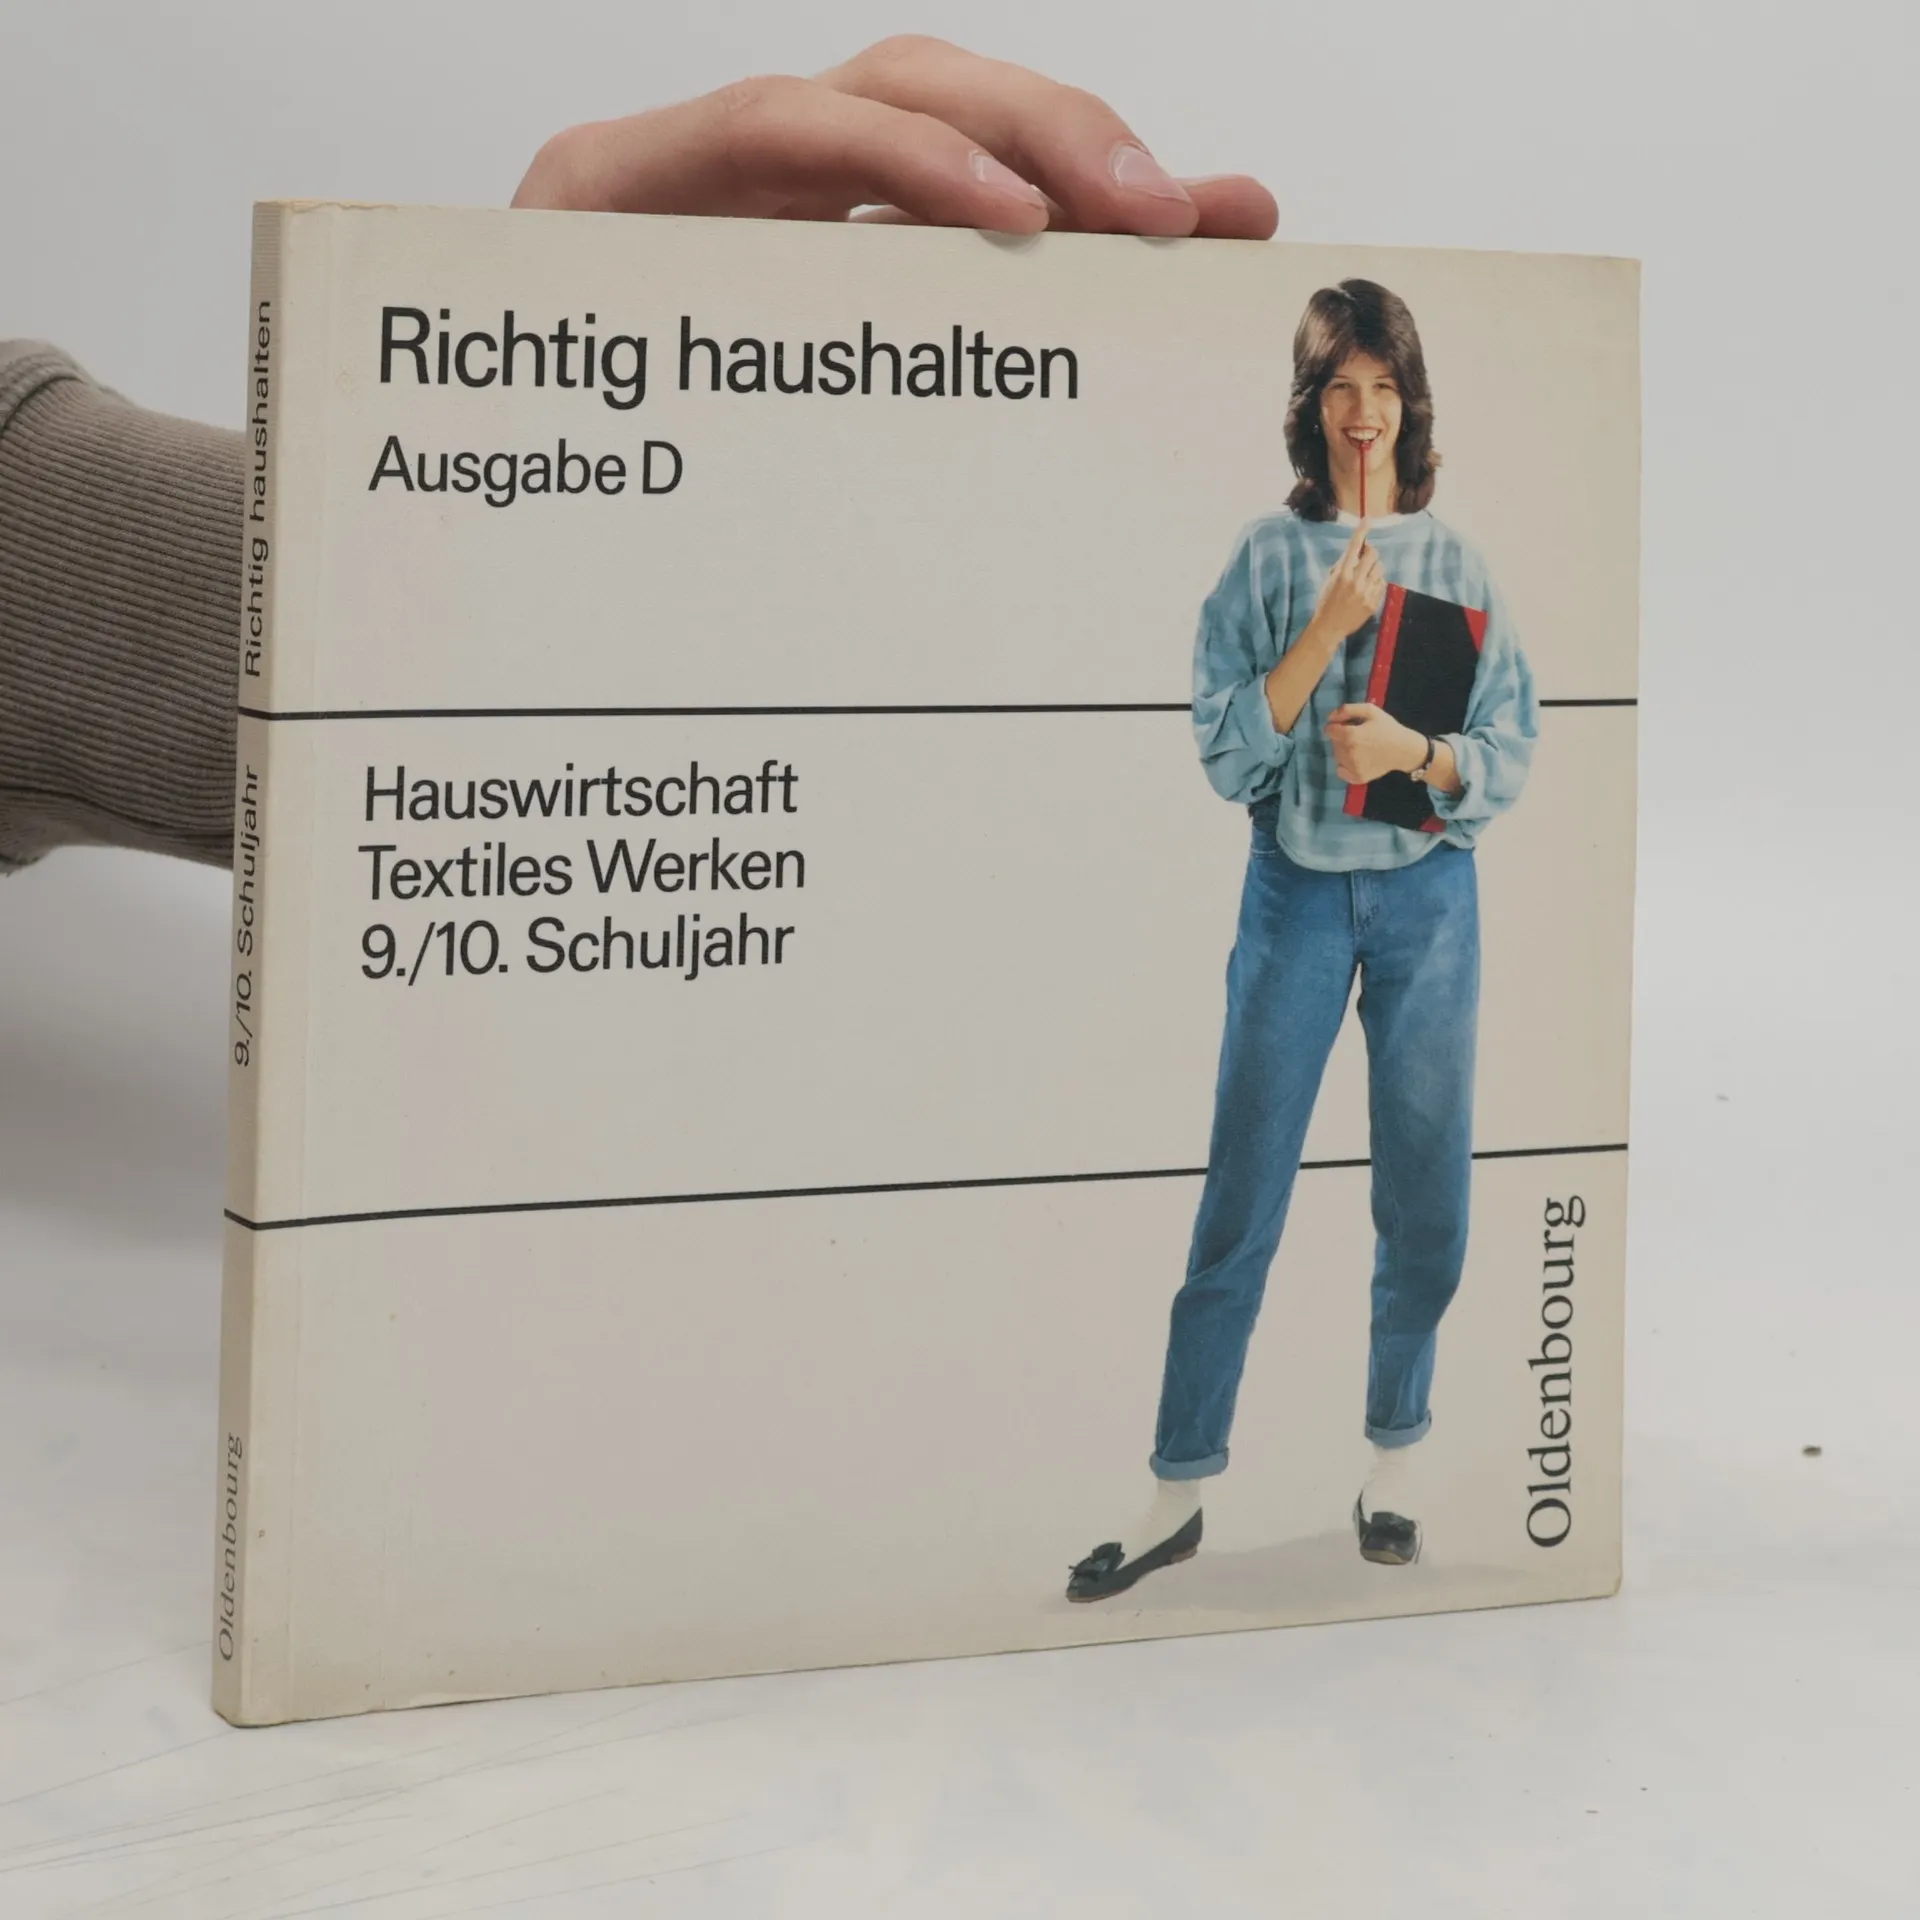 Richtig haushalten
Ausgabe D
Hauswirtschaft
Textiles Werken
9./10. Schuljahr
Oldenbourg
Richtig haushalten
9./10. Schuljahr
Oldenbourg